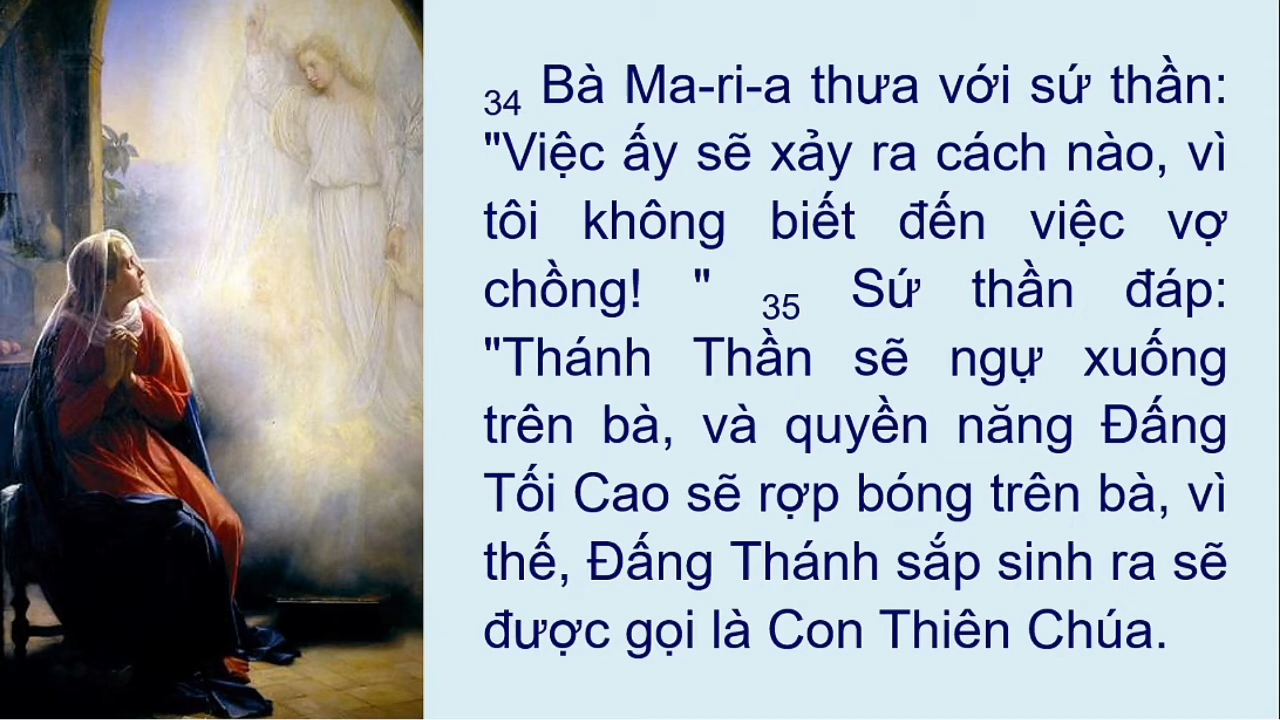 34 Bà Ma-ri-a thưa với sứ thần:
"Việc ấy sẽ xảy ra cách nào, vì
tôi không biết đến việc vợ
chồng! " 35 Sứ thần đáp:
"Thánh Thần sẽ ngự xuống
trên bà, và quyền năng Đấng
Tối Cao sẽ rợp bóng trên bà, vì
thế, Đấng Thánh sắp sinh ra sẽ
được gọi là Con Thiên Chúa.